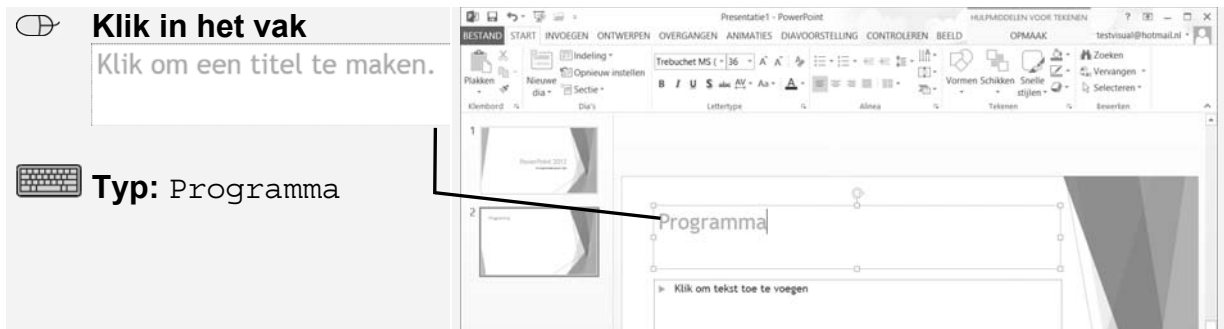 Klik in het vak
Klik om een titel te maken.
Typ: Programma
Presentatie1 - PowerPoint
HULPMIDDELEN VOOR TEKENEN
BESTAND START INVOEGEN ONTWERPEN OVERGANGEN ANIMATIES DIAVOORSTELLING CONTROLEREN BEELD OPMAAK testvisual@hotmail.nl
Plakken
Nieuwe dia
Indeling
Opnieuw instellen
Sectie
Trebuchet MS ( 36
B I U S abc AV Aa A
Vormen Schikken Snelle stijlen
Zoeken
Vervangen
Selecteren
Klembord Dia's Lettertype Alinea Tekenen Bewerken
1
PowerPoint 2013
2
Programma
Programma
Klik om tekst toe te voegen